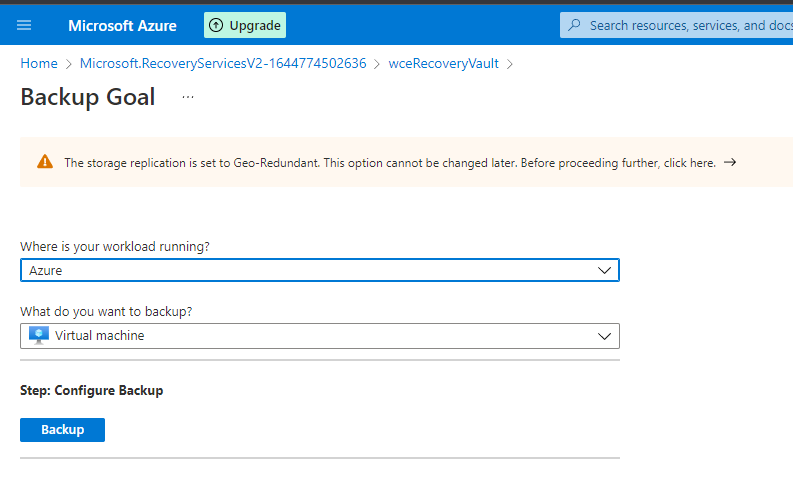 Microsoft Azure
Upgrade
Search resources, services, and docs
Home > Microsoft.RecoveryServicesV2-1644774502636 > wceRecoveryVault >
Backup Goal ...
The storage replication is set to Geo-Redundant. This option cannot be changed later. Before proceeding further, click here. →
Where is your workload running?
Azure
What do you want to backup?
Virtual machine
Step: Configure Backup
Backup